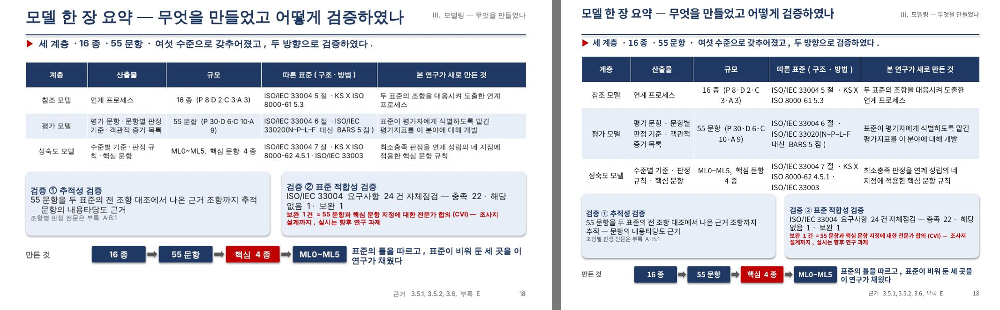 모델 한 장 요약 — 무엇을 만들었고 어떻게 검증하였나
III. 모델링 — 무엇을 만들었나
▶ 세 계층 · 16 종 · 55 문항 · 여섯 수준으로 갖추어졌고 , 두 방향으로 검증하였다 .
계층
산출물
규모
따른 표준 ( 구조 · 방법 )
본 연구가 새로 만든 것
참조 모델
연계 프로세스
16 종 (P 8·D 2·C 3·A 3)
ISO/IEC 33004 5 절 · KS X ISO
8000-61 5.3
두 표준의 조항을 대응시켜 도출한 연계
프로세스
평가 모델
평가 문항 · 문항별 판정
기준 · 객관적 증거 목록
55 문항 (P 30·D 6·C 10·A
9)
ISO/IEC 33004 6 절 · ISO/IEC
33020(N–P–L–F 대신 BARS 5 점 )
표준이 평가자에게 식별하도록 맡긴
평가지표를 이 분야에 대해 개발
성숙도 모델
수준별 기준 · 판정 규
칙 · 핵심 문항
ML0~ML5, 핵심 문항 4 종
ISO/IEC 33004 7 절 · KS X ISO
8000-62 4.5.1 · ISO/IEC 33003
최소충족 판정을 연계 성립의 네 지점에
적용한 핵심 문항 규칙
검증 ① 추적성 검증
55 문항을 두 표준의 전 조항 대조에서 나온 근거 조항까지 추적
— 문항의 내용타당도 근거
조항별 판정 전문은 부록 A·B.1
검증 ② 표준 적합성 검증
ISO/IEC 33004 요구사항 24 건 자체점검 — 충족 22 · 해당
없음 1 · 보완 1
보완 1 건 = 55 문항과 핵심 문항 지정에 대한 전문가 합의 (CVI) — 조사지
설계까지 , 실시는 향후 연구 과제
만든 것
16 종
55 문항
핵심 4 종
ML0~ML5
표준의 틀을 따르고 , 표준이 비워 둔 세 곳을 이
연구가 채웠다
근거 3.5.1, 3.5.2, 3.6, 부록 E
18
모델 한 장 요약 — 무엇을 만들었고 어떻게 검증하였나
III. 모델링 — 무엇을 만들었나
▶ 세 계층 · 16 종 · 55 문항 · 여섯 수준으로 갖추어졌고 , 두 방향으로 검증하였다 .
계층
산출물
규모
따른 표준 ( 구조 · 방법 )
본 연구가 새로 만든 것
참조 모델
연계 프로세스
16 종 (P 8·D 2·C
3·A 3)
ISO/IEC 33004 5 절 · KS X
ISO 8000-61 5.3
두 표준의 조항을 대응시켜 도출한
연계 프로세스
평가 모델
평가 문항 · 문항별
판정 기준 · 객관적
증거 목록
55 문항 (P 30·D 6·C
10·A 9)
ISO/IEC 33004 6 절 ·
ISO/IEC 33020(N–P–L–F
대신 BARS 5 점 )
표준이 평가자에게 식별하도록 맡긴
평가지표를 이 분야에 대해 개발
성숙도 모델
수준별 기준 · 판정
규칙 · 핵심 문항
ML0~ML5, 핵심 문항
4 종
ISO/IEC 33004 7 절 · KS X
ISO 8000-62 4.5.1 ·
ISO/IEC 33003
최소충족 판정을 연계 성립의 네
지점에 적용한 핵심 문항 규칙
검증 ① 추적성 검증
55 문항을 두 표준의 전 조항 대조에서 나온 근거 조항까지
추적 — 문항의 내용타당도 근거
조항별 판정 전문은 부록 A·B.1
검증 ② 표준 적합성 검증
ISO/IEC 33004 요구사항 24 건 자체점검 — 충족 22 · 해당
없음 1 · 보완 1
보완 1 건 = 55 문항과 핵심 문항 지정에 대한 전문가 합의 (CVI) — 조사지
설계까지 , 실시는 향후 연구 과제
만든 것
16 종
55 문항
핵심 4 종
ML0~ML5
표준의 틀을 따르고 , 표준이 비워 둔 세 곳을
이 연구가 채웠다
근거 3.5.1, 3.5.2, 3.6, 부록 E
18